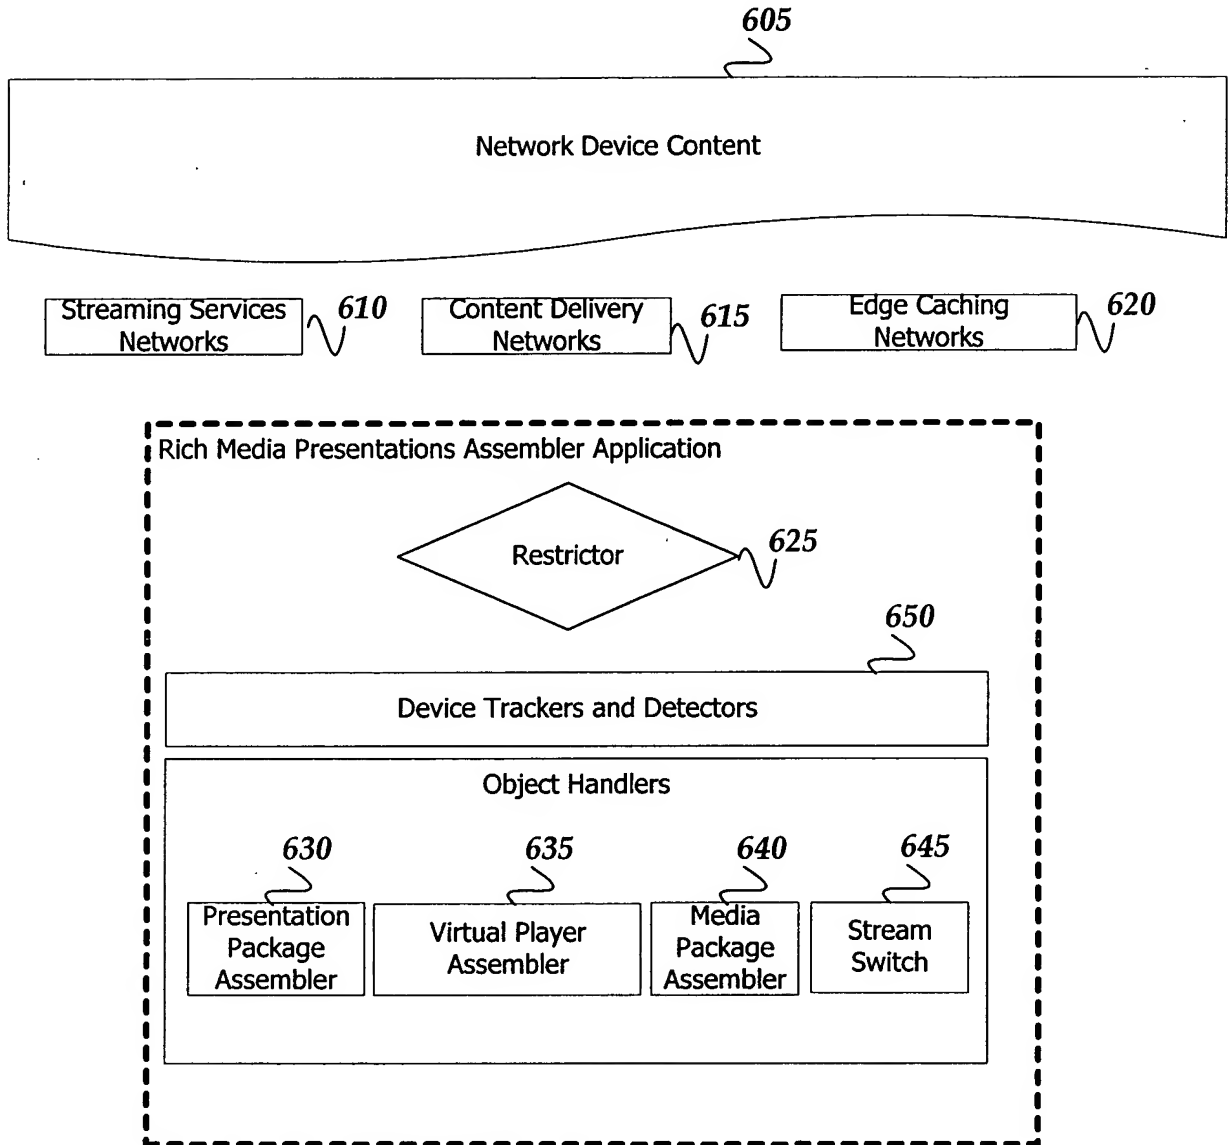 605
Network Device Content
Streaming Services
Networks
610
Content Delivery
Networks
615
Edge Caching
Networks
620
Rich Media Presentations Assembler Application
Restrictor
625
650
Device Trackers and Detectors
Object Handlers
630
635
640
645
Presentation
Package
Assembler
Virtual Player
Assembler
Media
Package
Assembler
Stream
Switch